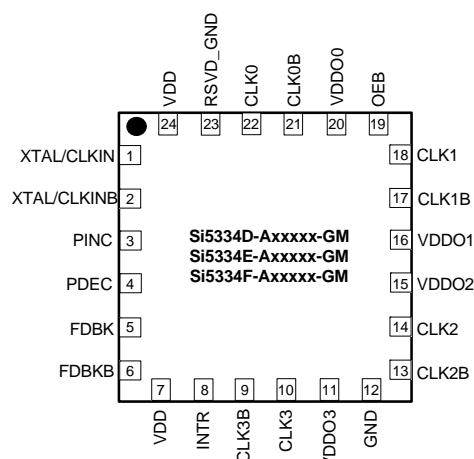 VDD
RSVD_GND
CLK0
CLK0B
VDDO0
OEB
24
23
22
21
20
19
XTAL/CLKIN 1
XTAL/CLKINB 2
PINC 3
PDEC 4
FDBK 5
FDBKB 6
Si5334D-Axxxxx-GM
Si5334E-Axxxxx-GM
Si5334F-Axxxxx-GM
18 CLK1
17 CLK1B
16 VDDO1
15 VDDO2
14 CLK2
13 CLK2B
7
8
9
10
11
12
VDD
INTR
CLK3B
CLK3
VDDO3
GND